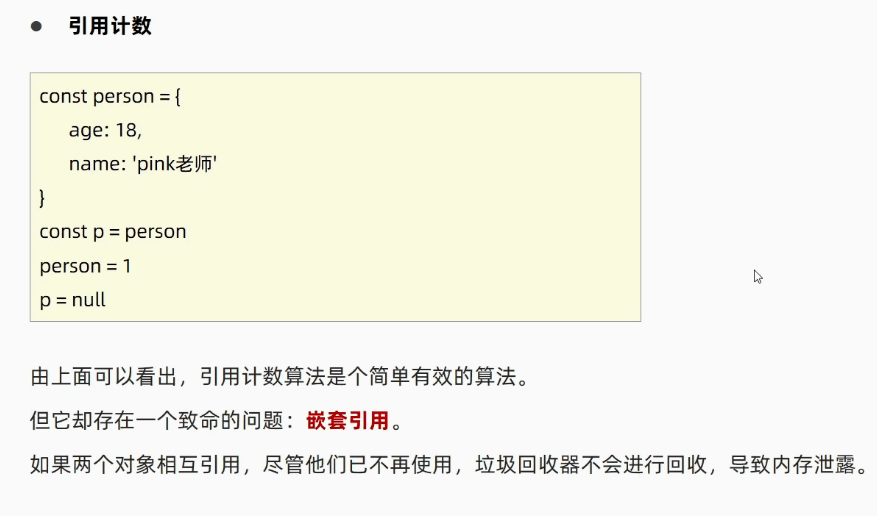 ● 引用计数
const person = {
age: 18,
name: 'pink老师'
}
const p = person
person = 1
p = null
由上面可以看出，引用计数算法是个简单有效的算法。
但它却存在一个致命的问题：嵌套引用。
如果两个对象相互引用，尽管他们已不再使用，垃圾回收器不会进行回收，导致内存泄露。